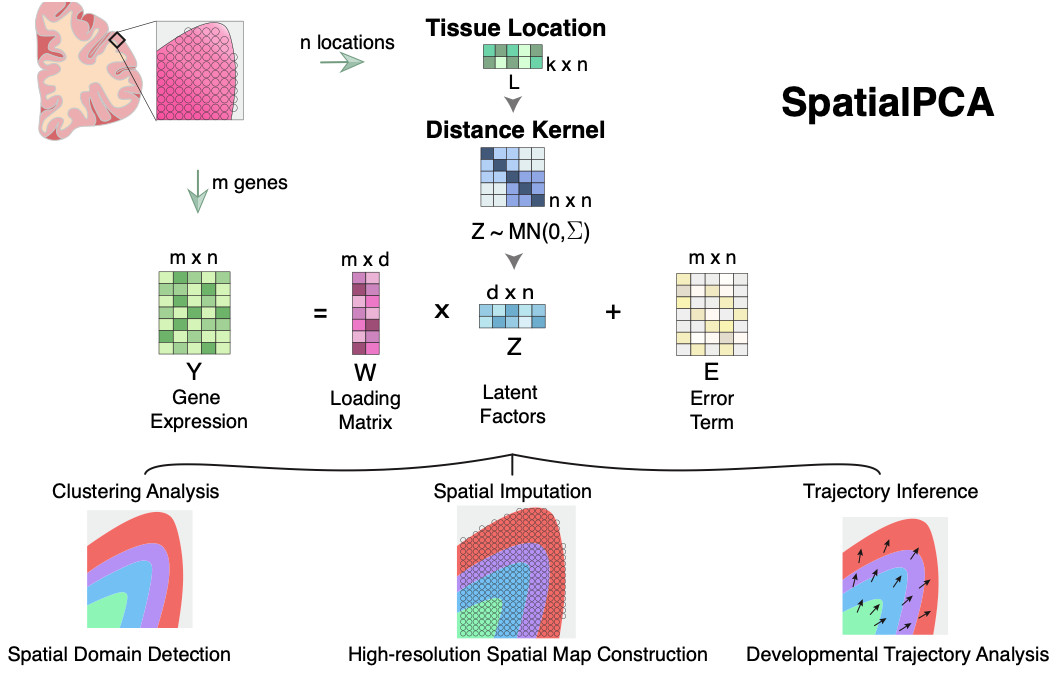 Tissue Location
n locations
k x n
L
SpatialPCA
Distance Kernel
m genes
n x n
Z ~ MN(0,Σ)
m x n
m x d
d x n
m x n
=
x
+
Y
W
Z
E
Gene
Expression
Loading
Matrix
Latent
Factors
Error
Term
Clustering Analysis
Spatial Imputation
Trajectory Inference
Spatial Domain Detection
High-resolution Spatial Map Construction
Developmental Trajectory Analysis